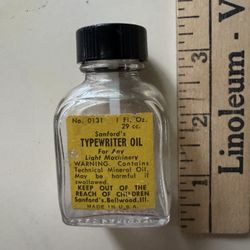 No. 0131 1 Fl. Oz.
29 cc.
Sanford's
TYPEWRITER OIL
For Any
Light Machinery
WARNING: Contains
Technical Mineral Oil.
May be harmful if
swallowed.
KEEP OUT OF THE
REACH OF CHILDREN
Sanford's, Bellwood, Ill.
MADE IN U.S.A.
Linoleum - V
1
2
3